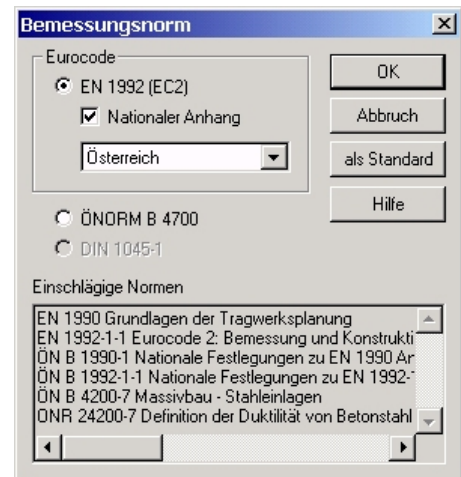 Bemessungsnorm
Eurocode
EN 1992 (EC2)
Nationaler Anhang
Österreich
ÖNORM B 4700
DIN 1045-1
OK
Abbruch
als Standard
Hilfe
Einschlägige Normen
EN 1990 Grundlagen der Tragwerksplanung
EN 1992-1-1 Eurocode 2: Bemessung und Konstrukti
ÖN B 1990-1 Nationale Festlegungen zu EN 1990 An
ÖN B 1992-1-1 Nationale Festlegungen zu EN 1992-
ÖN B 4200-7 Massivbau - Stahleinlagen
ONR 24200-7 Definition der Duktilität von Betonstahl